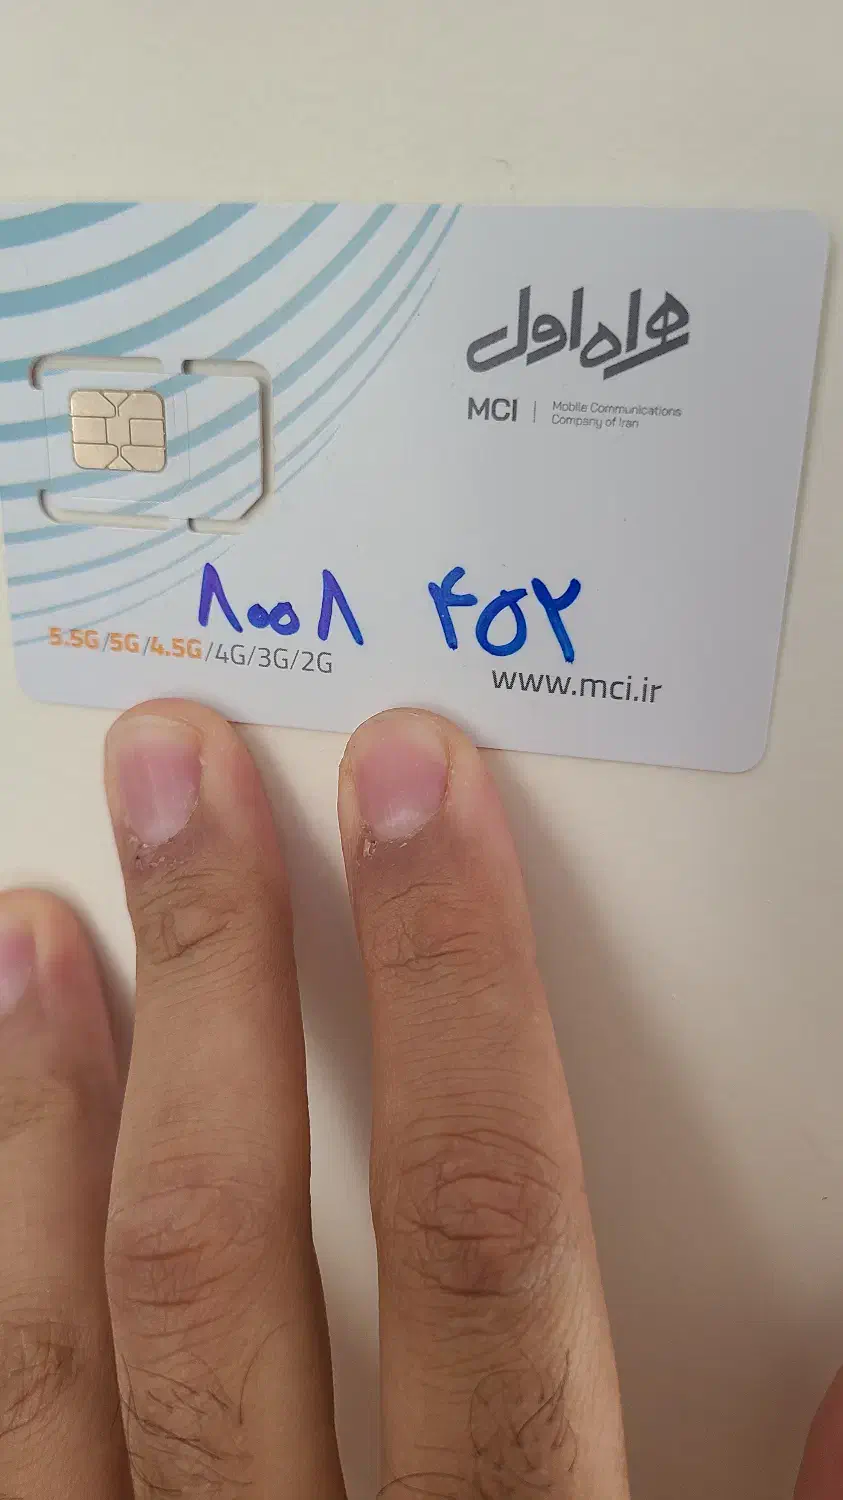 همراه اول
MCI | Mobile Communications
Company of Iran
۸۰۰۸ ۴۵۲
5.5G/5G/4.5G/4G/3G/2G
www.mci.ir